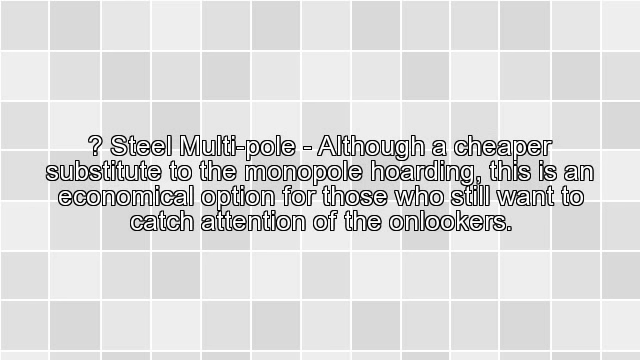 ? Steel Multi-pole - Although a cheaper
substitute to the monopole hoarding, this is an
economical option for those who still want to
catch attention of the onlookers.